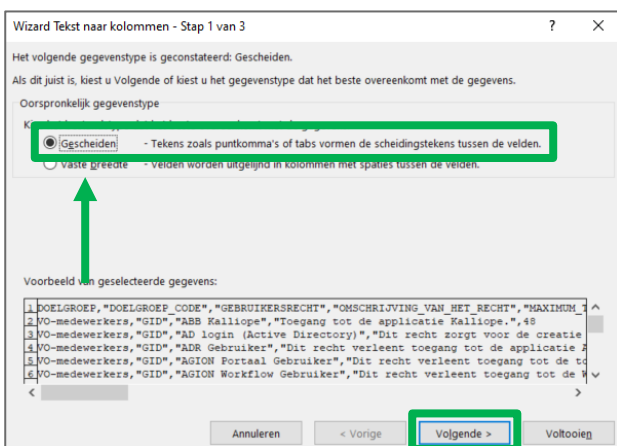 Wizard Tekst naar kolommen - Stap 1 van 3 ? ×
Het volgende gegevenstype is geconstateerd: Gescheiden.
Als dit juist is, kiest u Volgende of kiest u het gegevenstype dat het beste overeenkomt met de gegevens.
Oorspronkelijk gegevenstype
Gescheiden - Tekens zoals puntkomma's of tabs vormen de scheidingstekens tussen de velden.
Vaste breedte - Velden worden uitgelijnd in kolommen met spaties tussen de velden.
Voorbeeld van geselecteerde gegevens:
1 DOELGROEP,"DOELGROEP_CODE","GEBRUIKERSRECHT","OMSCHRIJVING_VAN_HET_RECHT","MAXIMUM_T
2 VO-medewerkers,"GID","ABB Kalliope","Toegang tot de applicatie Kalliope.",48
3 VO-medewerkers,"GID","AD login (Active Directory)","Dit recht zorgt voor de creatie
4 VO-medewerkers,"GID","ADR Gebruiker","Dit recht verleent toegang tot de applicatie A
5 VO-medewerkers,"GID","AGION Portaal Gebruiker","Dit recht verleent toegang tot de to
6 VO-medewerkers,"GID","AGION Workflow Gebruiker","Dit recht verleent toegang tot de W
Annuleren < Vorige Volgende > Voltooien